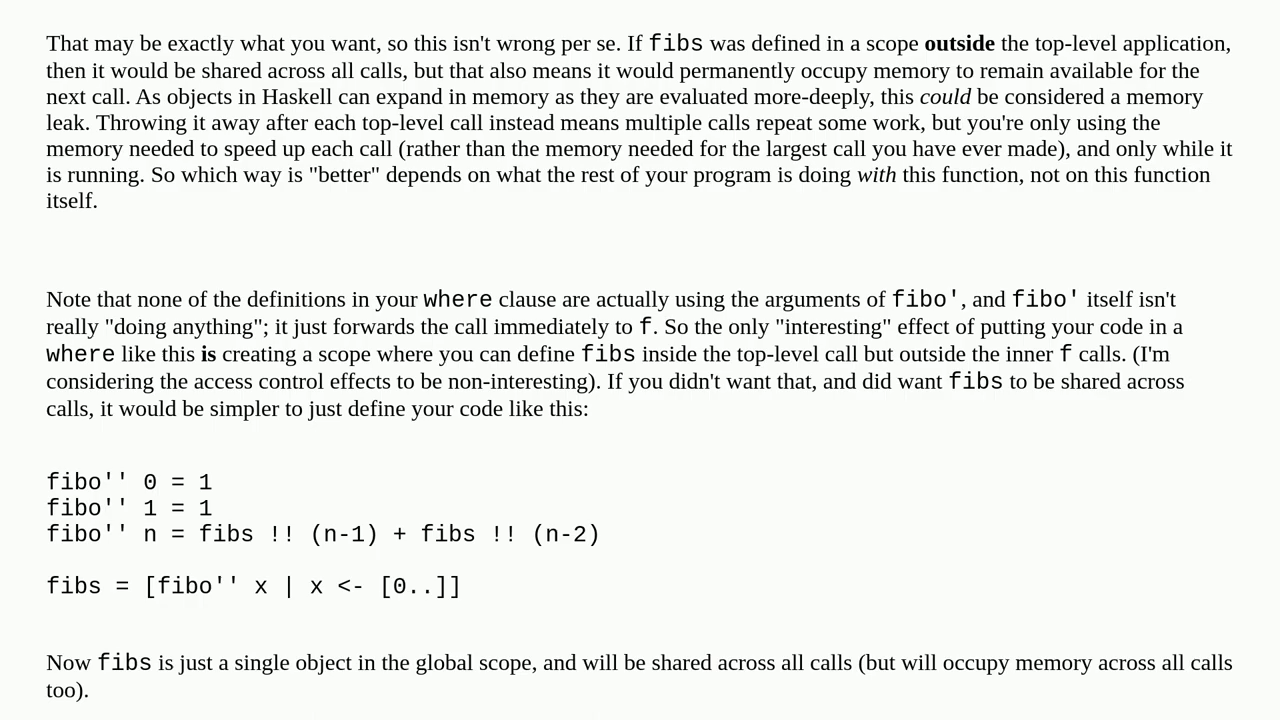 That may be exactly what you want, so this isn't wrong per se. If fibs was defined in a scope outside the top-level application,
then it would be shared across all calls, but that also means it would permanently occupy memory to remain available for the
next call. As objects in Haskell can expand in memory as they are evaluated more-deeply, this could be considered a memory
leak. Throwing it away after each top-level call instead means multiple calls repeat some work, but you're only using the
memory needed to speed up each call (rather than the memory needed for the largest call you have ever made), and only while it
is running. So which way is "better" depends on what the rest of your program is doing with this function, not on this function
itself.
Note that none of the definitions in your where clause are actually using the arguments of fibo', and fibo' itself isn't
really "doing anything"; it just forwards the call immediately to f. So the only "interesting" effect of putting your code in a
where like this is creating a scope where you can define fibs inside the top-level call but outside the inner f calls. (I'm
considering the access control effects to be non-interesting). If you didn't want that, and did want fibs to be shared across
calls, it would be simpler to just define your code like this:
fibo'' 0 = 1
fibo'' 1 = 1
fibo'' n = fibs !! (n-1) + fibs !! (n-2)
fibs = [fibo'' x | x <- [0..]]
Now fibs is just a single object in the global scope, and will be shared across all calls (but will occupy memory across all calls
too).